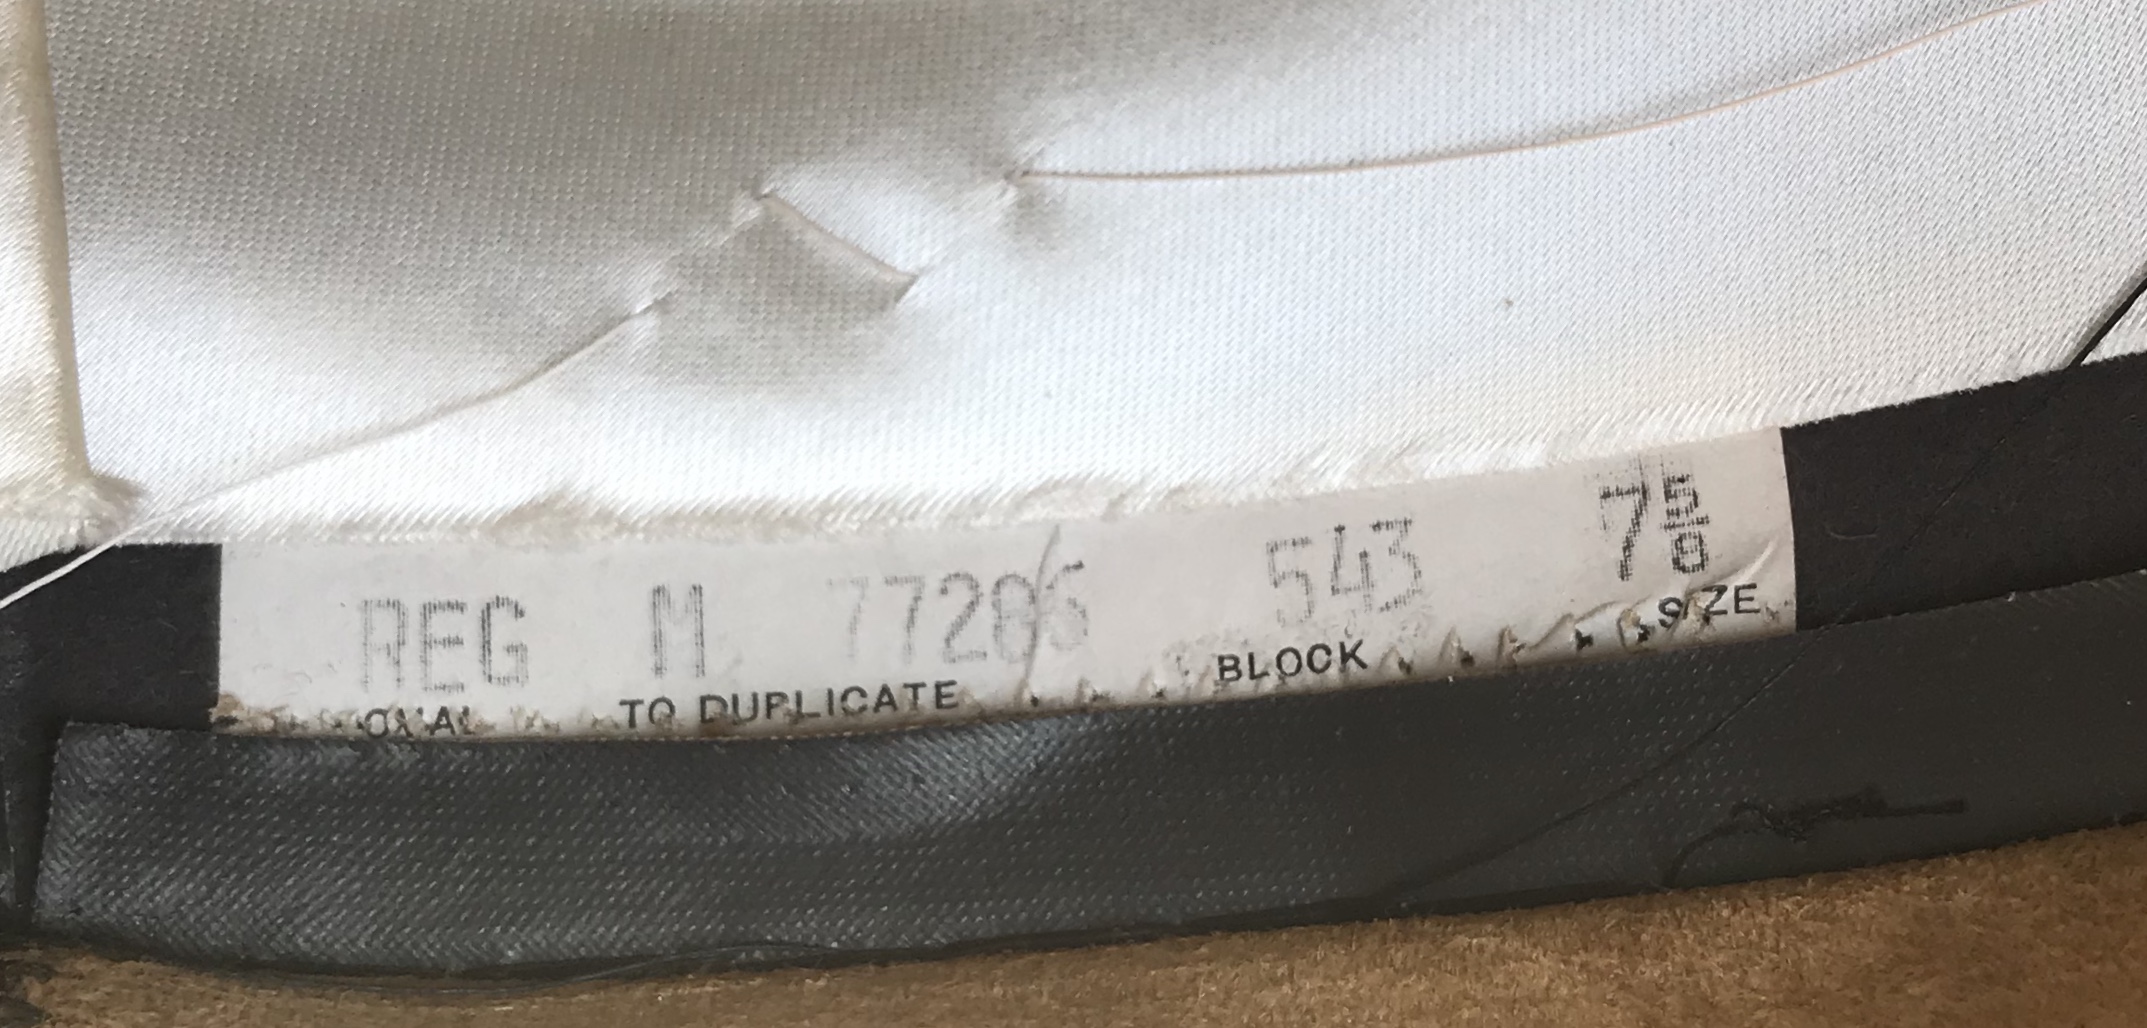 REG M 77286 543 7 5/8
OVAL TO DUPLICATE BLOCK SIZE